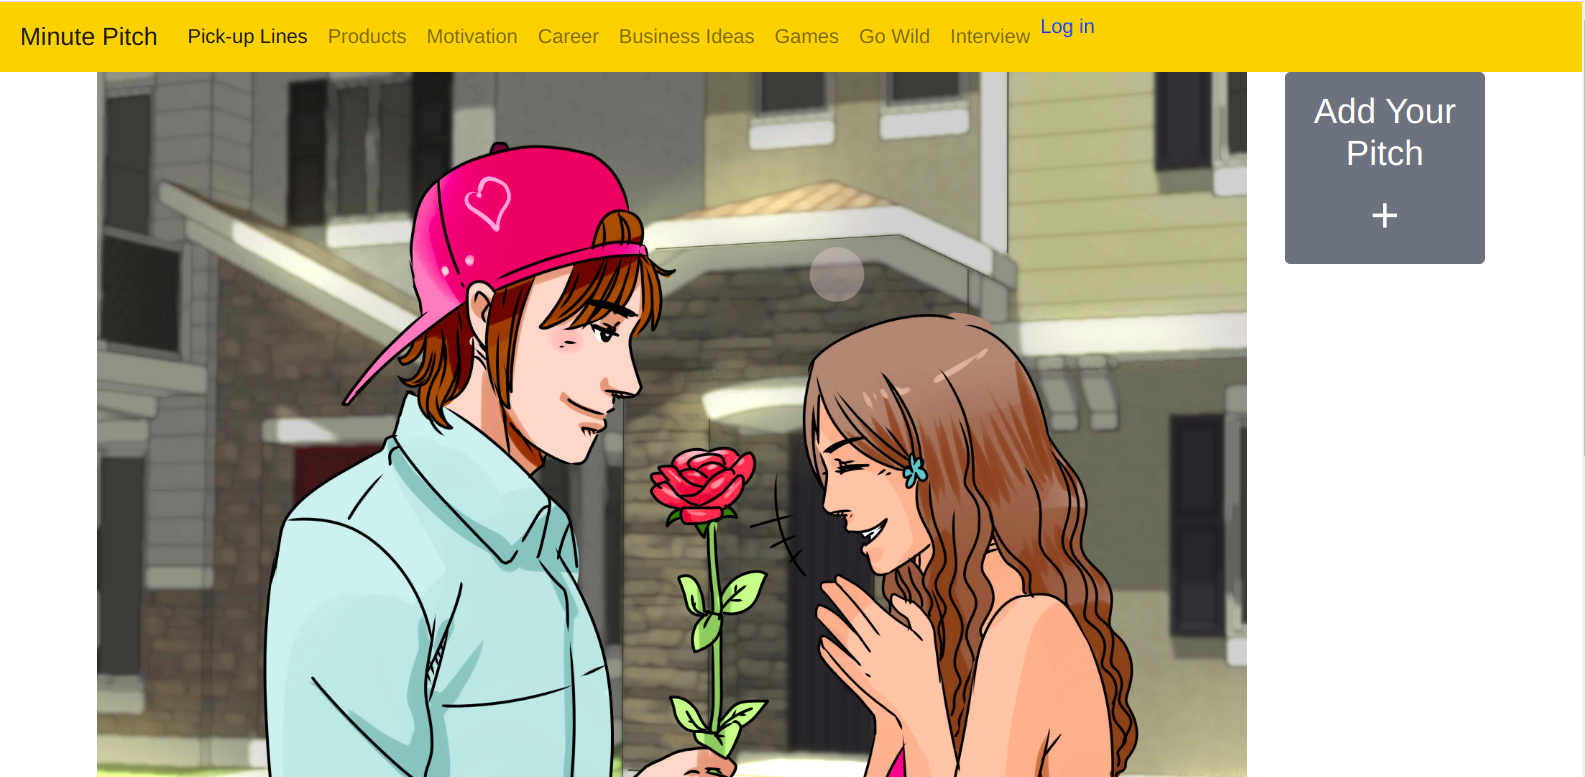 Minute Pitch Pick-up Lines Products Motivation Career Business Ideas Games Go Wild Interview Log in
Add Your
Pitch
+